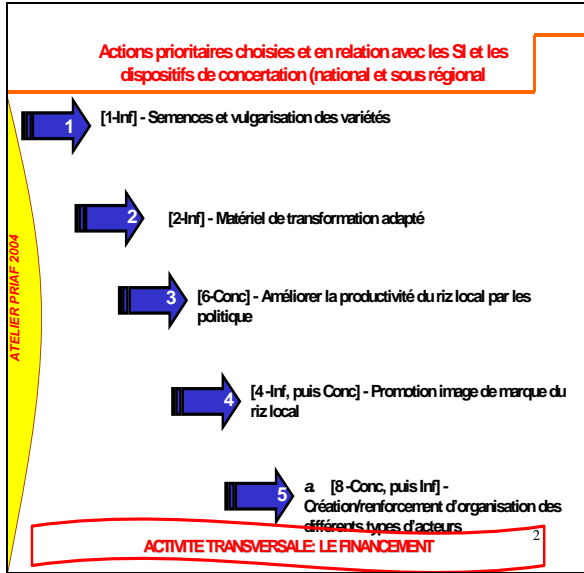 Actions prioritaires choisies et en relation avec les SI et les
dispositifs de concertation (national et sous régional
ATELIER PRIAF 2004
1
[1-Inf] - Semences et vulgarisation des variétés
2
[2-Inf] - Matériel de transformation adapté
3
[6-Conc] - Améliorer la productivité du riz local par les
politique
4
[4 -Inf, puis Conc] - Promotion image de marque du
riz local
5
a [8 -Conc, puis Inf] -
Création/renforcement d'organisation des
différents types d'acteurs
ACTIVITE TRANSVERSALE: LE FINANCEMENT
2